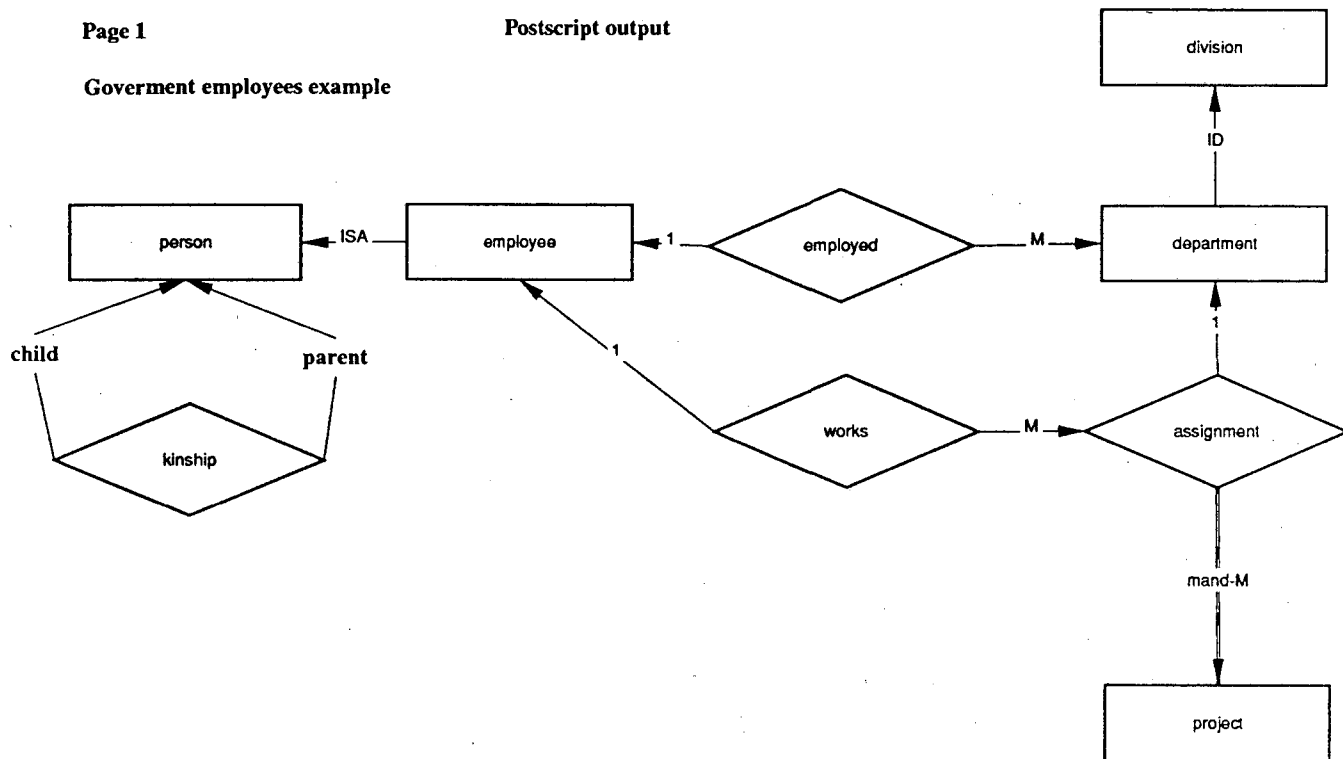 Page 1
Postscript output
division
Goverment employees example
ID
person
ISA
employee
1
employed
M
department
child
parent
1
1
kinship
works
M
assignment
mand-M
project